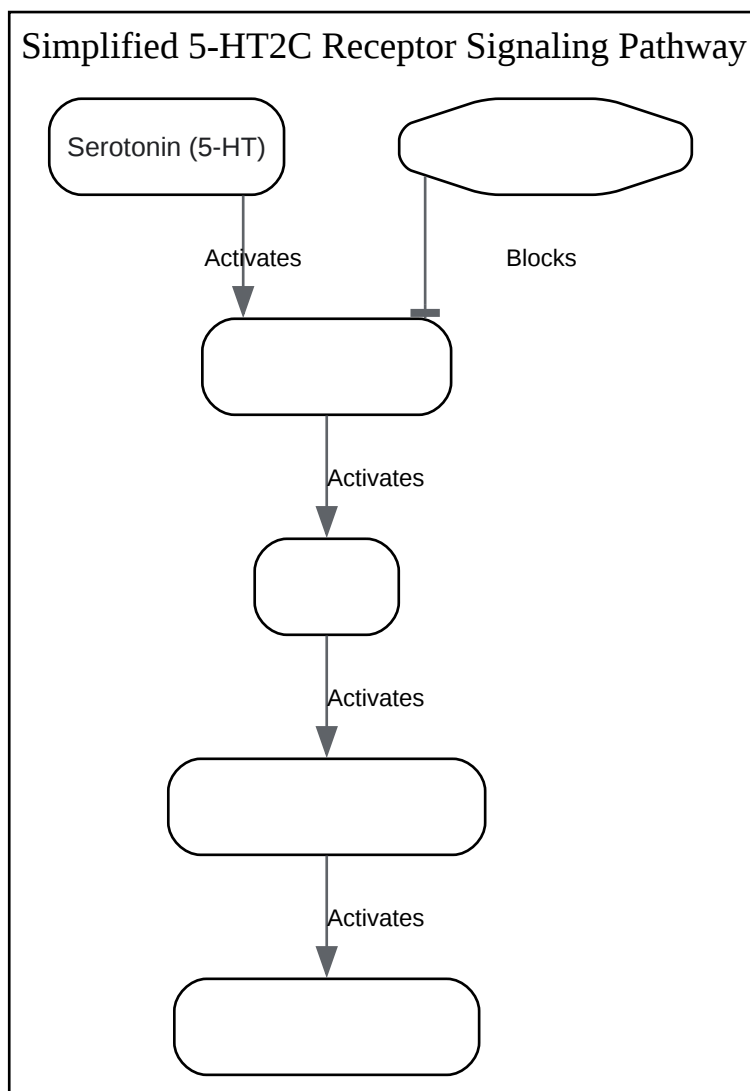 Simplified 5-HT2C Receptor Signaling Pathway
Serotonin (5-HT)
Activates
Blocks
Activates
Activates
Activates